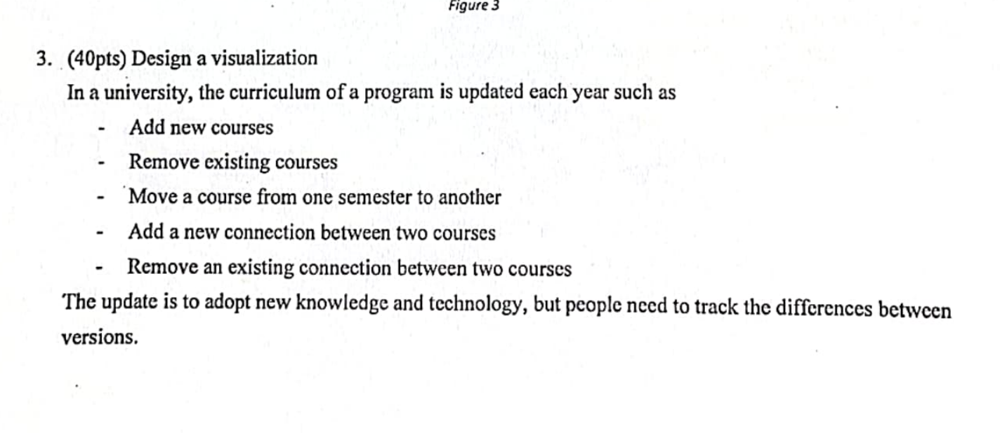 Figure 3
3. (40pts) Design a visualization
In a university, the curriculum of a program is updated each year such as
- Add new courses
- Remove existing courses
- Move a course from one semester to another
- Add a new connection between two courses
- Remove an existing connection between two courses
The update is to adopt new knowledge and technology, but people need to track the differences between
versions.